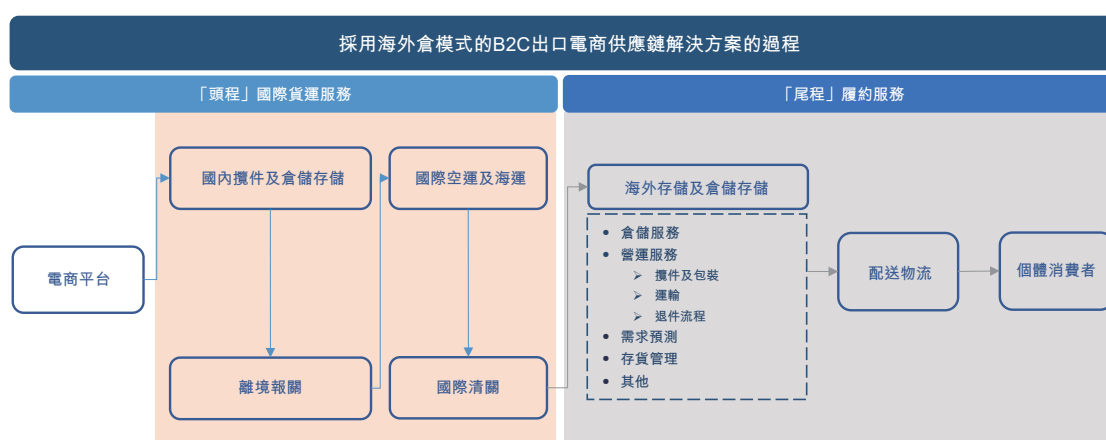 採用海外倉模式的B2C出口電商供應鏈解決方案的過程
「頭程」國際貨運服務
「尾程」履約服務
電商平台
國內攬件及倉儲存儲
離境報關
國際空運及海運
國際清關
海外存儲及倉儲存儲
• 倉儲服務
• 營運服務
➢ 攬件及包裝
➢ 運輸
➢ 退件流程
• 需求預測
• 存貨管理
• 其他
配送物流
個體消費者